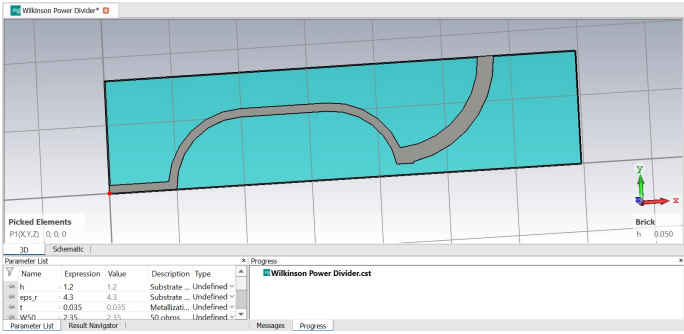 Wilkinson Power Divider*
y
x
z
Picked Elements
P1(X,Y,Z) 0, 0, 0
Brick
h 0.050
3D Schematic
Parameter List × Progress ×
Name Expression Value Description Type
h = 1.2 1.2 Substrate ... Undefined
eps_r = 4.3 4.3 Substrate ... Undefined
t = 0.035 0.035 Metallizati... Undefined
W50 = 2.35 2.35 50 ohms Undefined
Wilkinson Power Divider.cst
Parameter List Result Navigator Messages Progress